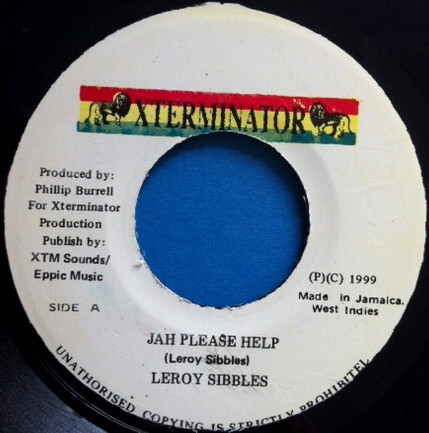 XTERMINATOR
Produced by:
Phillip Burrell
For Xterminator
Production
Publish by:
XTM Sounds/
Eppic Music
(P)(C) 1999
Made in Jamaica.
West Indies
SIDE A
JAH PLEASE HELP
(Leroy Sibbles)
LEROY SIBBLES
UNAUTHORISED COPYING IS STRICTLY PROHIBITED